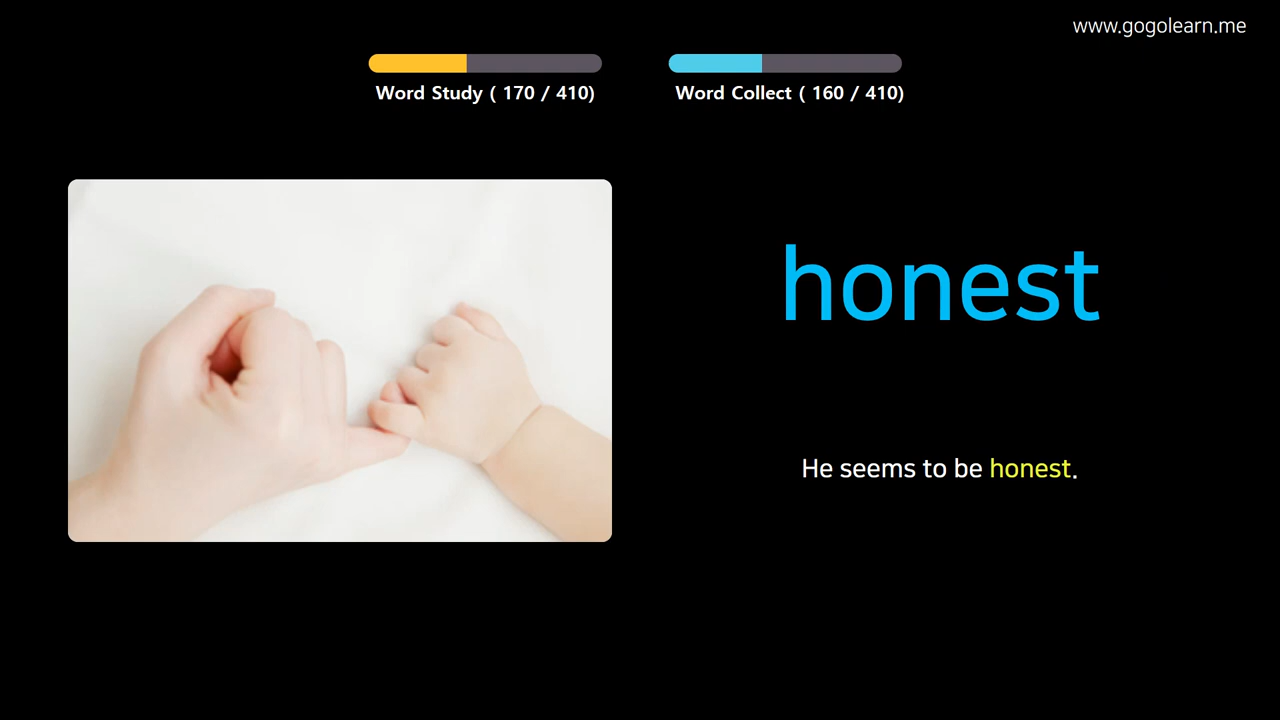 www.gogolearn.me
Word Study ( 170 / 410)
Word Collect ( 160 / 410)
honest
He seems to be honest.